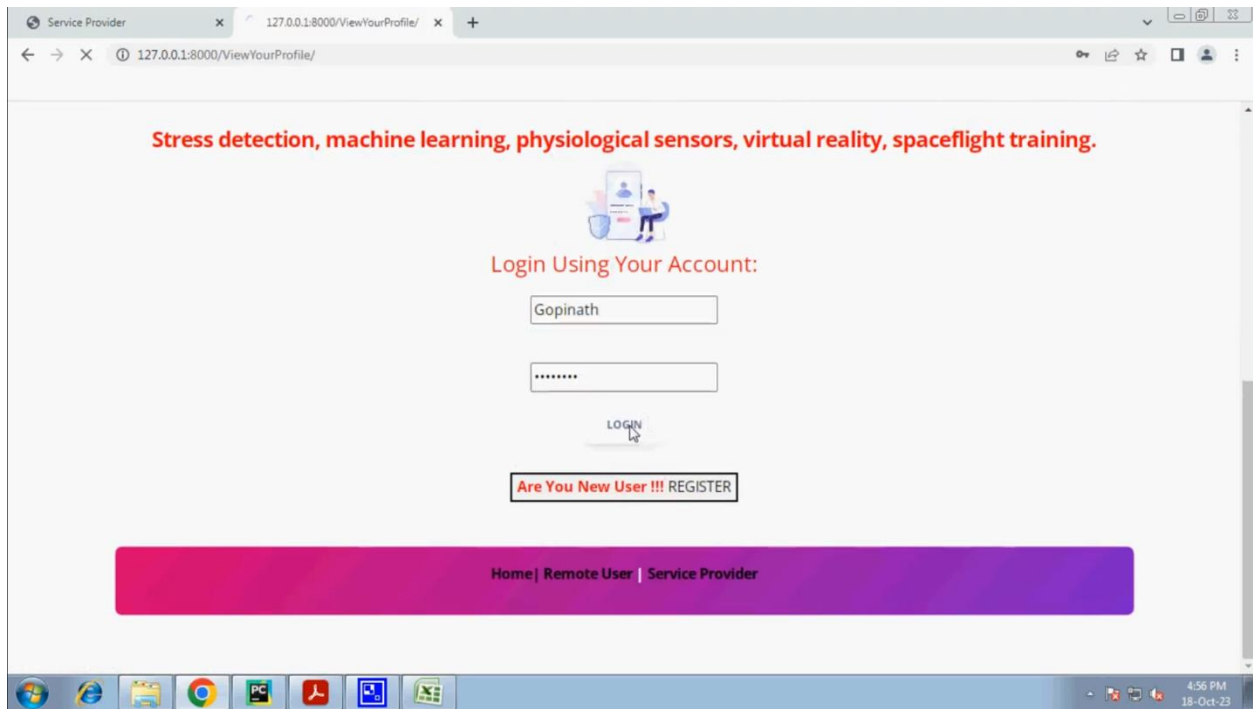 Service Provider
127.0.0.1:8000/ViewYourProfile/
127.0.0.1:8000/ViewYourProfile/
Stress detection, machine learning, physiological sensors, virtual reality, spaceflight training.
Login Using Your Account:
Gopinath
••••••••
LOGIN
Are You New User !!! REGISTER
Home| Remote User | Service Provider
PC
4:56 PM
18-Oct-23